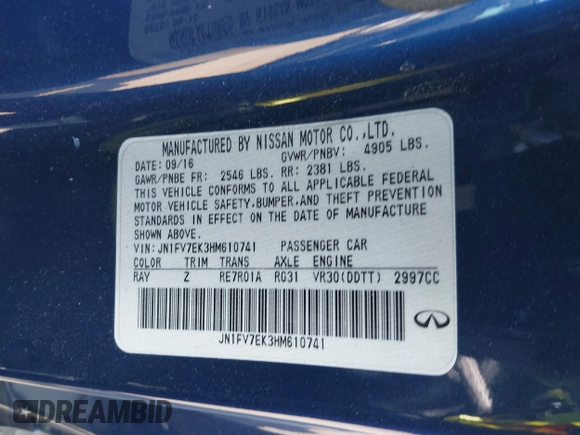 MANUFACTURED BY NISSAN MOTOR CO.,LTD.
DATE: 09/16 GVWR/PNBV: 4905 LBS.
GAWR/PNBE FR: 2546 LBS. RR: 2381 LBS.
THIS VEHICLE CONFORMS TO ALL APPLICABLE FEDERAL
MOTOR VEHICLE SAFETY,BUMPER,AND THEFT PREVENTION
STANDARDS IN EFFECT ON THE DATE OF MANUFACTURE
SHOWN ABOVE.
VIN: JN1FV7EK3HM610741 PASSENGER CAR
COLOR TRIM TRANS AXLE ENGINE
RAY Z RE7R01A RG31 VR30(DDTT) 2997CC
JN1FV7EK3HM610741
DREAMBID